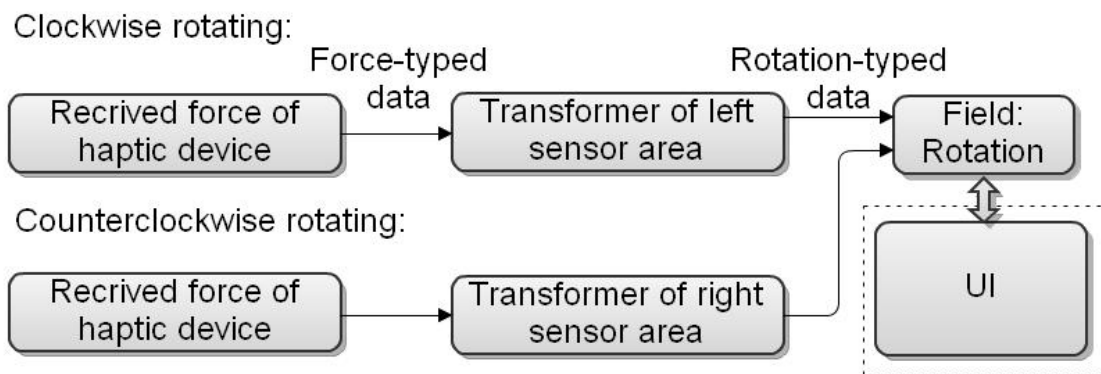 Clockwise rotating:
Force-typed
data
Rotation-typed
data
Recrived force of
haptic device
Transformer of left
sensor area
Field:
Rotation
Counterclockwise rotating:
Recrived force of
haptic device
Transformer of right
sensor area
UI